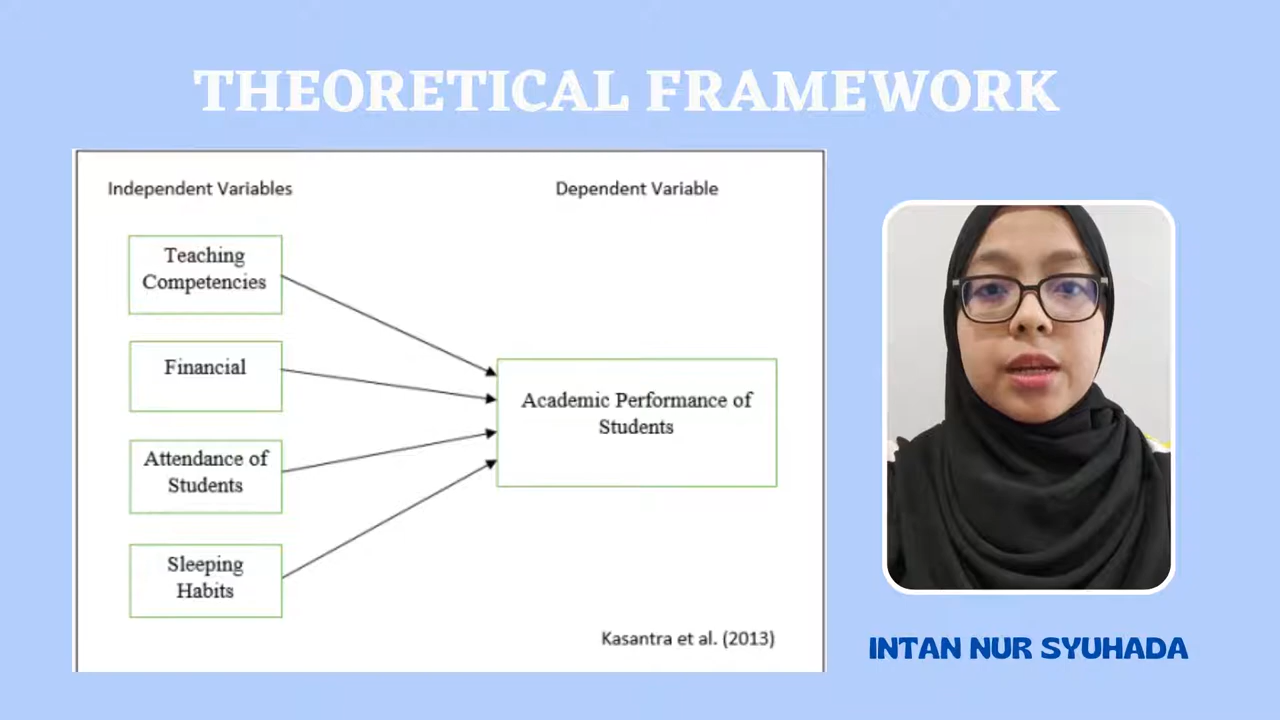 THEORETICAL FRAMEWORK
Independent Variables
Dependent Variable
Teaching
Competencies
Financial
Attendance of
Students
Sleeping
Habits
Academic Performance of
Students
Kasantra et al. (2013)
INTAN NUR SYUHADA